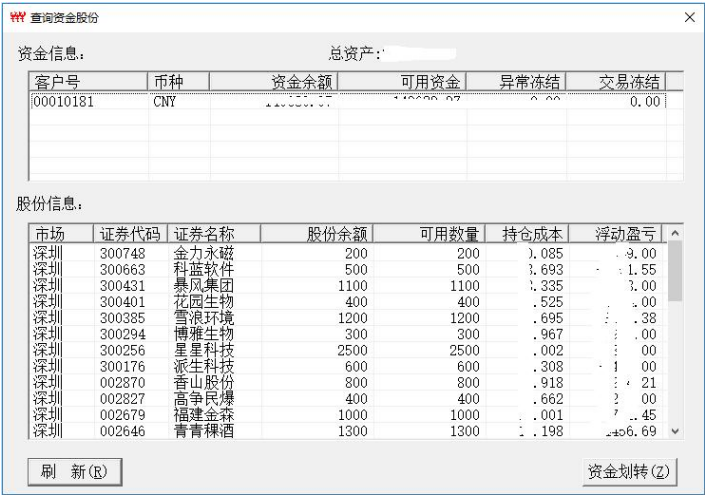 查询资金股份
资金信息： 总资产：
客户号 币种 资金余额 可用资金 异常冻结 交易冻结
00010181 CNY 0.00
股份信息：
市场 证券代码 证券名称 股份余额 可用数量 持仓成本 浮动盈亏
深圳 300748 金力永磁 200 200
深圳 300663 科蓝软件 500 500
深圳 300431 暴风集团 1100 1100
深圳 300401 花园生物 400 400
深圳 300385 雪浪环境 1200 1200
深圳 300294 博雅生物 300 300
深圳 300256 星星科技 2500 2500
深圳 300176 派生科技 600 600
深圳 002870 香山股份 800 800
深圳 002827 高争民爆 400 400
深圳 002679 福建金森 1000 1000
深圳 002646 青青稞酒 1300 1300
刷 新(R) 资金划转(Z)